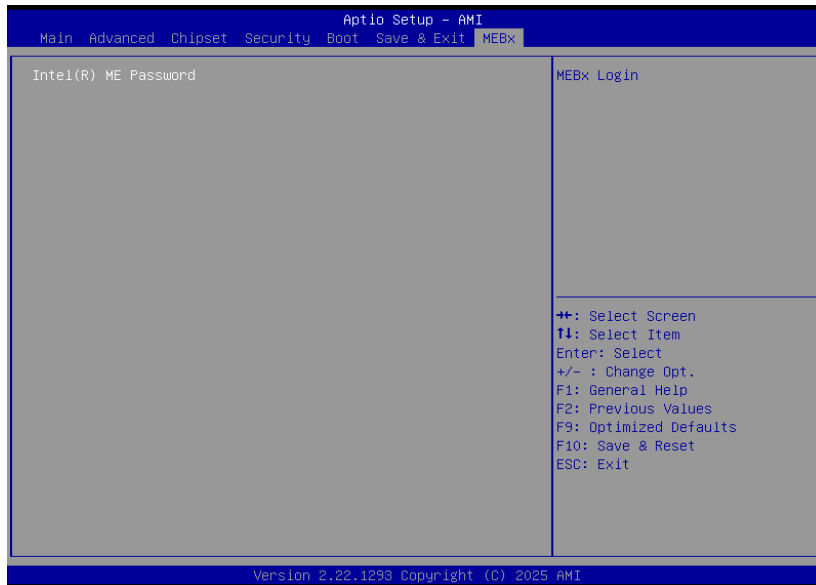 Aptio Setup - AMI
Main Advanced Chipset Security Boot Save & Exit MEBx
Intel(R) ME Password
MEBx Login
→←: Select Screen
↑↓: Select Item
Enter: Select
+/- : Change Opt.
F1: General Help
F2: Previous Values
F9: Optimized Defaults
F10: Save & Reset
ESC: Exit
Version 2.22.1293 Copyright (C) 2025 AMI